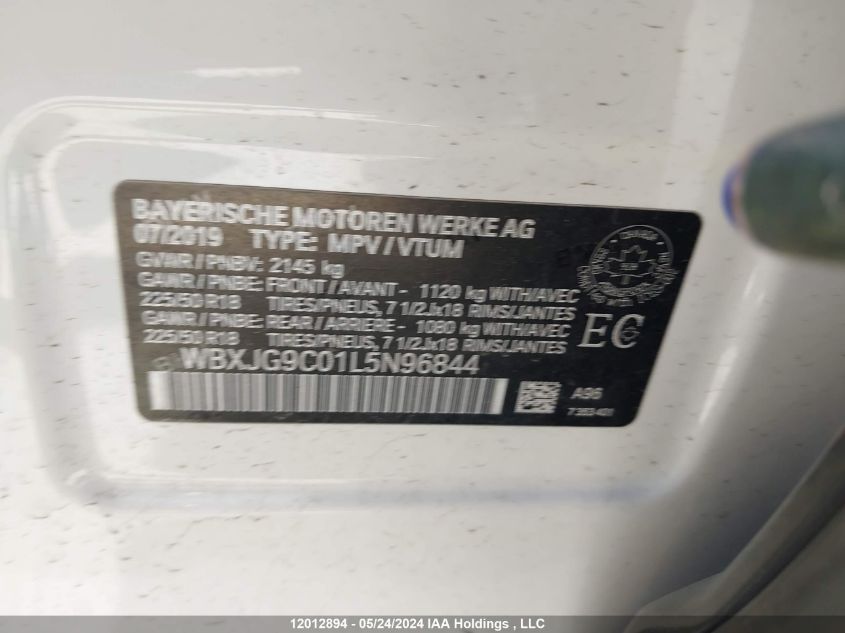 BAYERISCHE MOTOREN WERKE AG
07/2019 TYPE: MPV / VTUM
GVWR / PNBV: 2145 kg
GAWR / PNBE: FRONT / AVANT - 1120 kg WITH/AVEC
225/50 R18 TIRES/PNEUS, 7 1/2Jx18 RIMS/JANTES
GAWR / PNBE: REAR / ARRIERE - 1080 kg WITH/AVEC
225/50 R18 TIRES/PNEUS, 7 1/2Jx18 RIMS/JANTES
EC
WBXJG9C01L5N96844
A96
7 383 401
12012894 - 05/24/2024 IAA Holdings , LLC